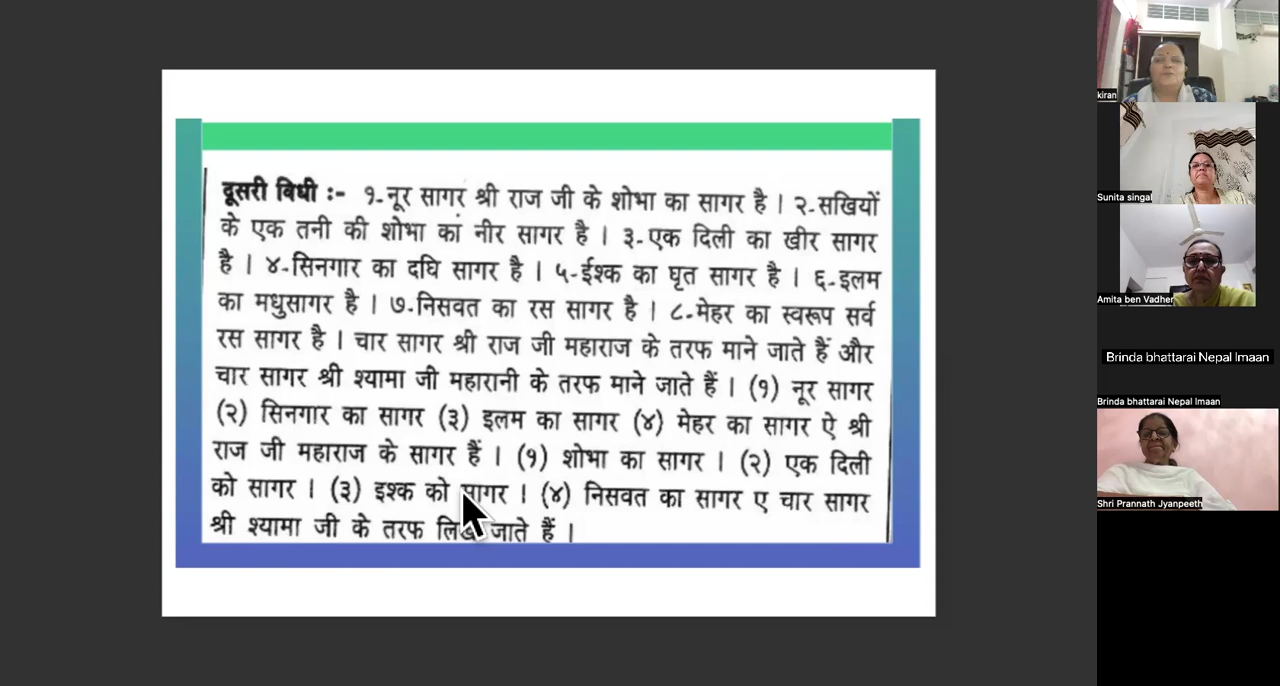 दूसरी विधी :- १-नूर सागर श्री राज जी के शोभा का सागर है । २-सखियों
के एक तनी की शोभा का नीर सागर है । ३-एक दिली का खीर सागर
है । ४-सिनगार का दधि सागर है । ५-ईश्क का घृत सागर है । ६-इलम
का मधुसागर है । ७-निसवत का रस सागर है । ८-मेहर का स्वरूप सर्व
रस सागर है । चार सागर श्री राज जी महाराज के तरफ माने जाते हैं और
चार सागर श्री श्यामा जी महारानी के तरफ माने जाते हैं । (१) नूर सागर
(२) सिनगार का सागर (३) इलम का सागर (४) मेहर का सागर ऐ श्री
राज जी महाराज के सागर हैं । (१) शोभा का सागर । (२) एक दिली
को सागर । (३) इश्क को सागर । (४) निसवत का सागर ए चार सागर
श्री श्यामा जी के तरफ जाते हैं ।
kiran
Sunita singal
Amita ben Vadher
Brinda bhattarai Nepal Imaan
Brinda bhattarai Nepal Imaan
Shri Prannath Jyanpeeth